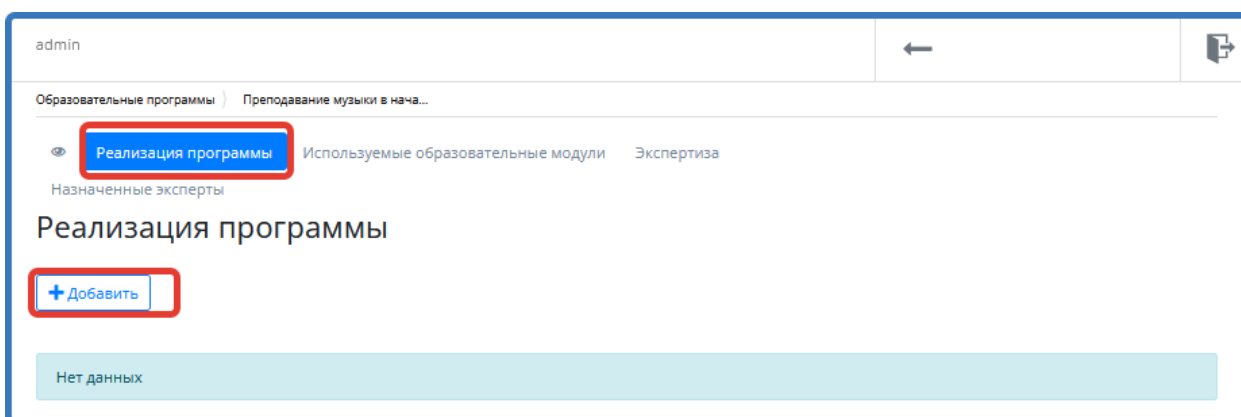 admin
Образовательные программы Преподавание музыки в нача...
Реализация программы Используемые образовательные модули Экспертиза
Назначенные эксперты
Реализация программы
+ Добавить
Нет данных